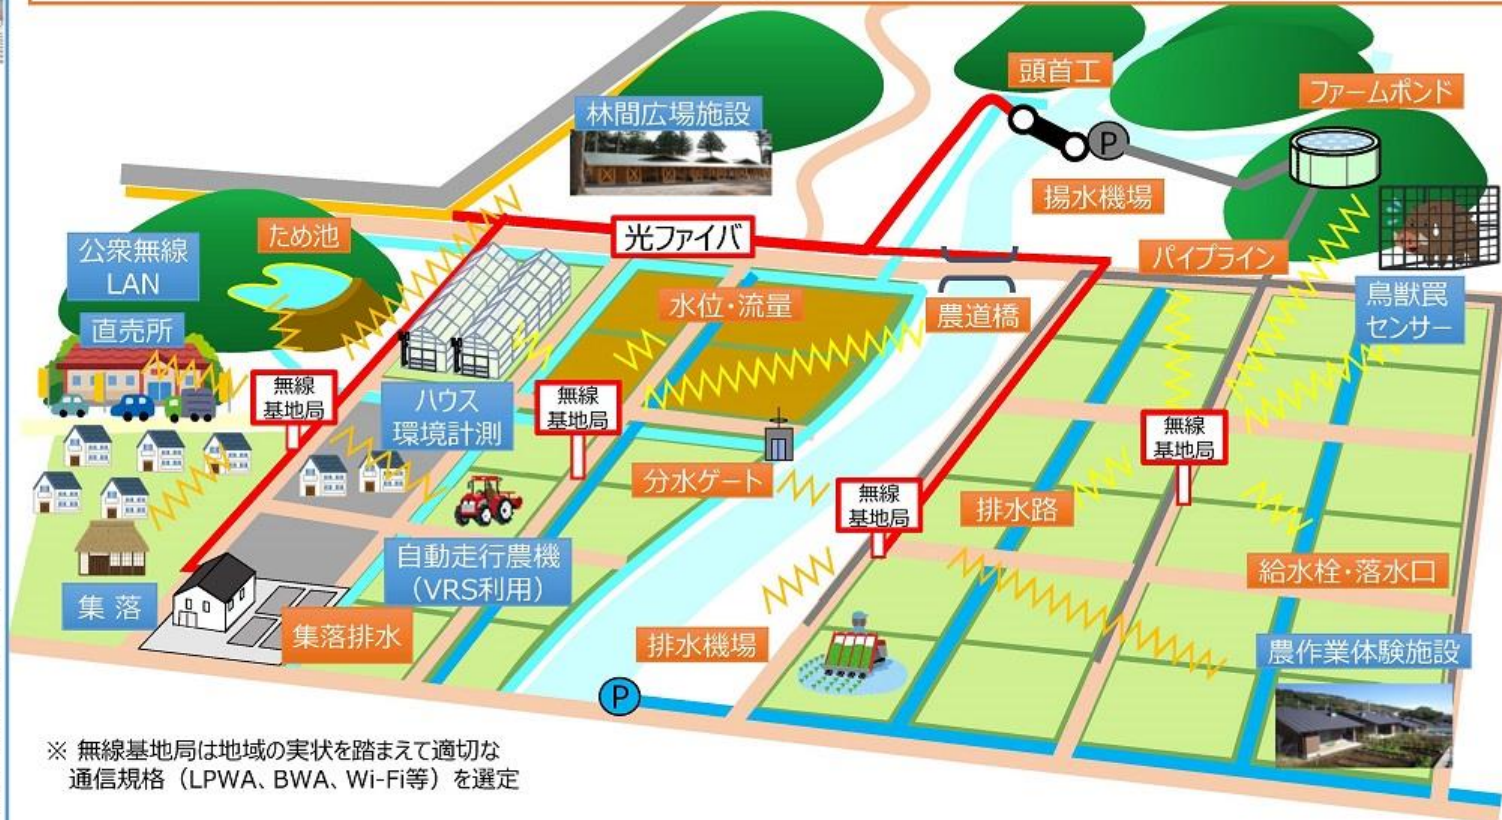 頭首工
ファームポンド
林間広場施設
P
揚水機場
ため池
光ファイバ
公衆無線
LAN
パイプライン
直売所
水位・流量
農道橋
鳥獣罠
センサー
無線
基地局
ハウス
環境計測
無線
基地局
無線
基地局
分水ゲート
無線
基地局
排水路
自動走行農機
（VRS利用）
給水栓・落水口
集 落
集落排水
排水機場
農作業体験施設
P
※ 無線基地局は地域の実状を踏まえて適切な
通信規格（LPWA、BWA、Wi-Fi等）を選定